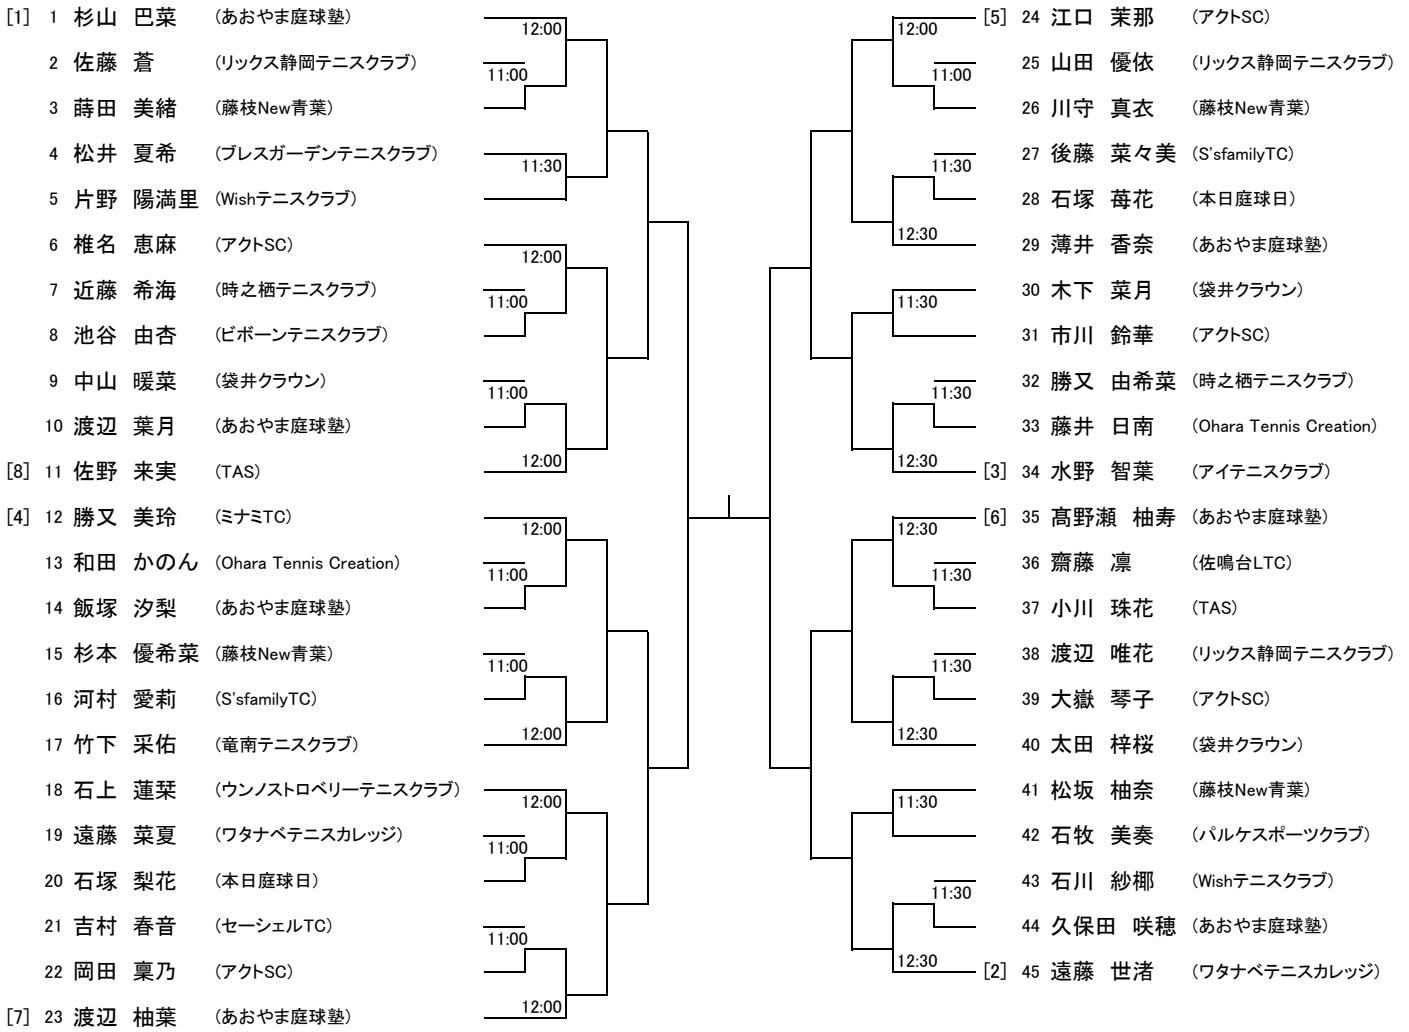 [1] 1 杉山 巴菜 (あおやま庭球塾)
12:00
2 佐藤 蒼 (リックス静岡テニスクラブ)
11:00
3 蒔田 美緒 (藤枝New青葉)
4 松井 夏希 (ブレスガーデンテニスクラブ)
11:30
5 片野 陽満里 (Wishテニスクラブ)
6 椎名 恵麻 (アクトSC)
12:00
7 近藤 希海 (時之栖テニスクラブ)
11:00
8 池谷 由杏 (ビボーンテニスクラブ)
9 中山 暖菜 (袋井クラウン)
11:00
10 渡辺 葉月 (あおやま庭球塾)
12:00
[8] 11 佐野 来実 (TAS)
[4] 12 勝又 美玲 (ミナミTC)
12:00
13 和田 かのん (Ohara Tennis Creation)
11:00
14 飯塚 汐梨 (あおやま庭球塾)
15 杉本 優希菜 (藤枝New青葉)
11:00
16 河村 愛莉 (S'sfamilyTC)
12:00
17 竹下 采佑 (竜南テニスクラブ)
18 石上 蓮栞 (ウンノストロベリーテニスクラブ)
12:00
19 遠藤 菜夏 (ワタナベテニスカレッジ)
11:00
20 石塚 梨花 (本日庭球日)
21 吉村 春音 (セーシェルTC)
11:00
22 岡田 稟乃 (アクトSC)
12:00
[7] 23 渡辺 柚葉 (あおやま庭球塾)
[5] 24 江口 茉那 (アクトSC)
12:00
25 山田 優依 (リックス静岡テニスクラブ)
11:00
26 川守 真衣 (藤枝New青葉)
27 後藤 菜々美 (S'sfamilyTC)
11:30
28 石塚 苺花 (本日庭球日)
12:30
29 薄井 香奈 (あおやま庭球塾)
30 木下 菜月 (袋井クラウン)
11:30
31 市川 鈴華 (アクトSC)
32 勝又 由希菜 (時之栖テニスクラブ)
11:30
33 藤井 日南 (Ohara Tennis Creation)
12:30
[3] 34 水野 智葉 (アイテニスクラブ)
[6] 35 髙野瀬 柚寿 (あおやま庭球塾)
12:30
36 齋藤 凛 (佐鳴台LTC)
11:30
37 小川 珠花 (TAS)
38 渡辺 唯花 (リックス静岡テニスクラブ)
11:30
39 大嶽 琴子 (アクトSC)
12:30
40 太田 梓桜 (袋井クラウン)
41 松坂 柚奈 (藤枝New青葉)
11:30
42 石牧 美奏 (パルケスポーツクラブ)
43 石川 紗椰 (Wishテニスクラブ)
11:30
44 久保田 咲穂 (あおやま庭球塾)
12:30
[2] 45 遠藤 世渚 (ワタナベテニスカレッジ)